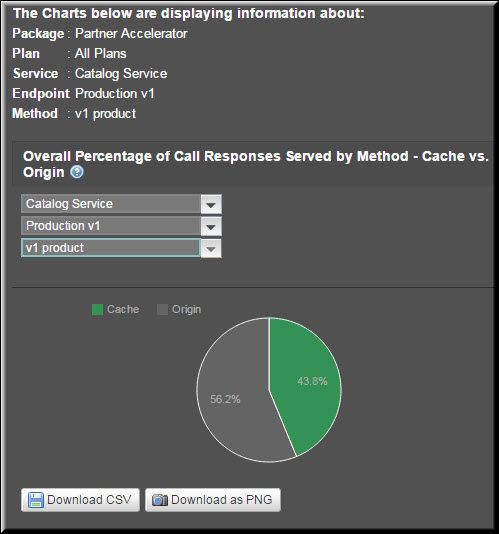 The Charts below are displaying information about:
Package : Partner Accelerator
Plan : All Plans
Service : Catalog Service
Endpoint Production v1
Method : v1 product
Overall Percentage of Call Responses Served by Method - Cache vs.
Origin ?
Catalog Service
Production v1
v1 product
Cache Origin
43.8%
56.2%
Download CSV Download as PNG